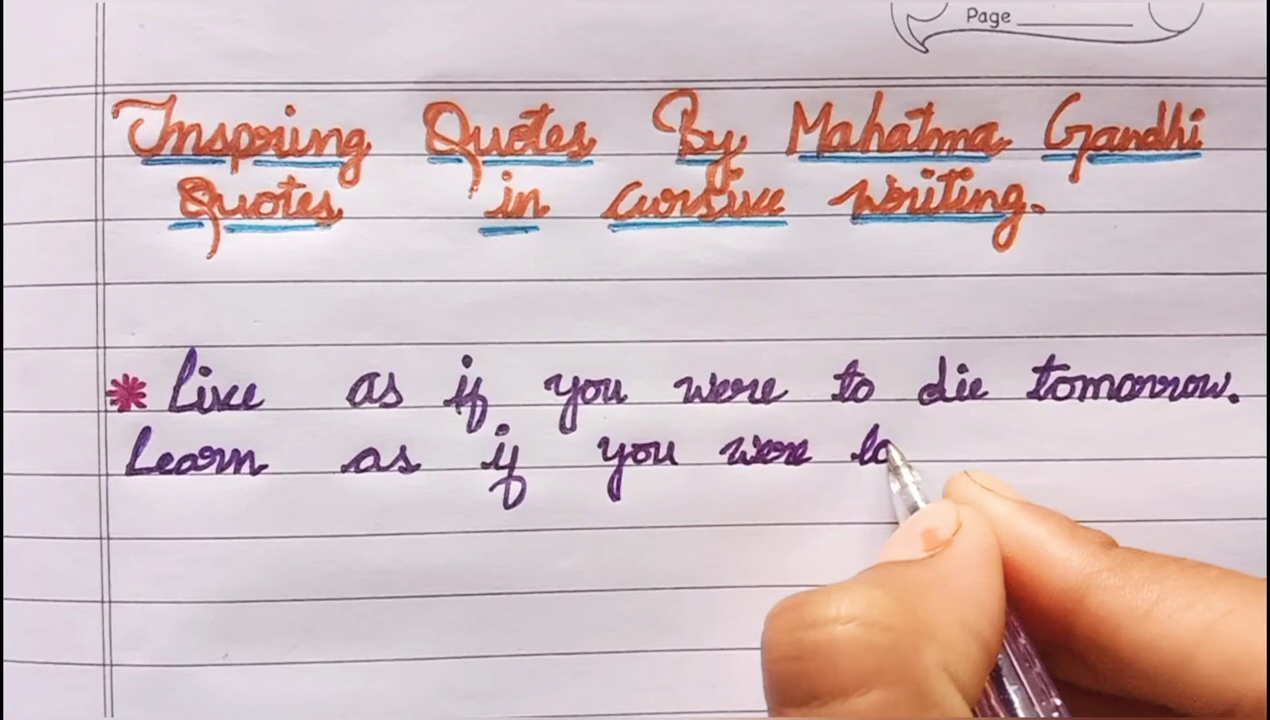 Page
Inspiring Quotes By Mahatma Gandhi
Quotes in cursive writing.
Live as if you were to die tomorrow.
Learn as if you were to